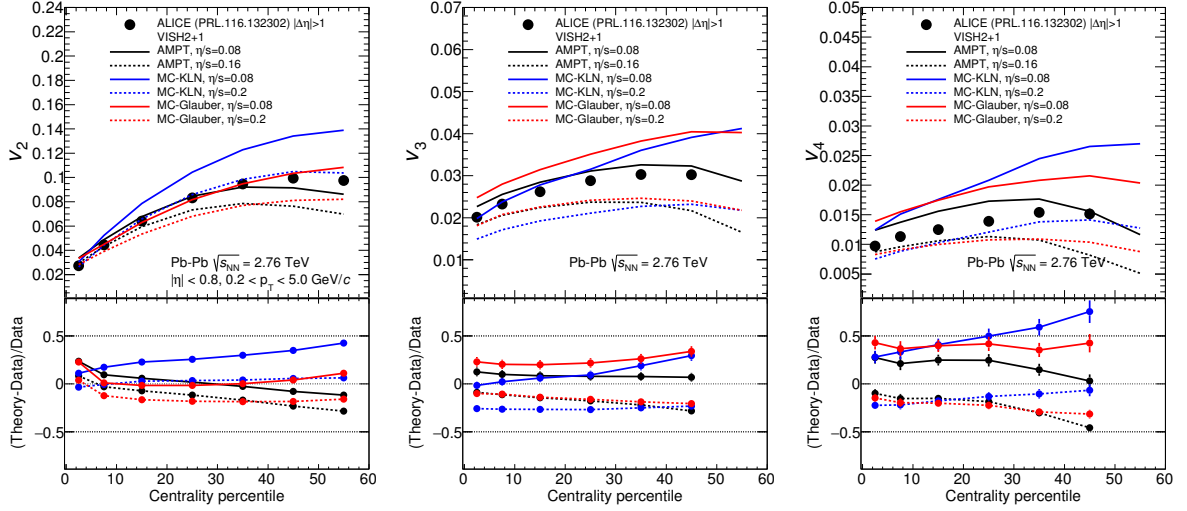 ALICE (PRL.116.132302) |Δη|>1
VISH2+1
AMPT, η/s=0.08
AMPT, η/s=0.16
MC-KLN, η/s=0.08
MC-KLN, η/s=0.2
MC-Glauber, η/s=0.08
MC-Glauber, η/s=0.2
v2
0.2
0.18
0.16
0.14
0.12
0.1
0.08
0.06
0.04
0.02
Pb-Pb √sNN = 2.76 TeV
|η| < 0.8, 0.2 < pT < 5.0 GeV/c
(Theory-Data)/Data
0.5
0
−0.5
0 10 20 30 40 50 60
Centrality percentile
ALICE (PRL.116.132302) |Δη|>1
VISH2+1
AMPT, η/s=0.08
AMPT, η/s=0.16
MC-KLN, η/s=0.08
MC-KLN, η/s=0.2
MC-Glauber, η/s=0.08
MC-Glauber, η/s=0.2
v3
0.06
0.05
0.04
0.03
0.02
0.01
Pb-Pb √sNN = 2.76 TeV
(Theory-Data)/Data
0.5
0
−0.5
0 10 20 30 40 50 60
Centrality percentile
ALICE (PRL.116.132302) |Δη|>1
VISH2+1
AMPT, η/s=0.08
AMPT, η/s=0.16
MC-KLN, η/s=0.08
MC-KLN, η/s=0.2
MC-Glauber, η/s=0.08
MC-Glauber, η/s=0.2
v4
0.05
0.045
0.04
0.035
0.03
0.025
0.02
0.015
0.01
0.005
Pb-Pb √sNN = 2.76 TeV
(Theory-Data)/Data
0.5
0
−0.5
0 10 20 30 40 50 60
Centrality percentile